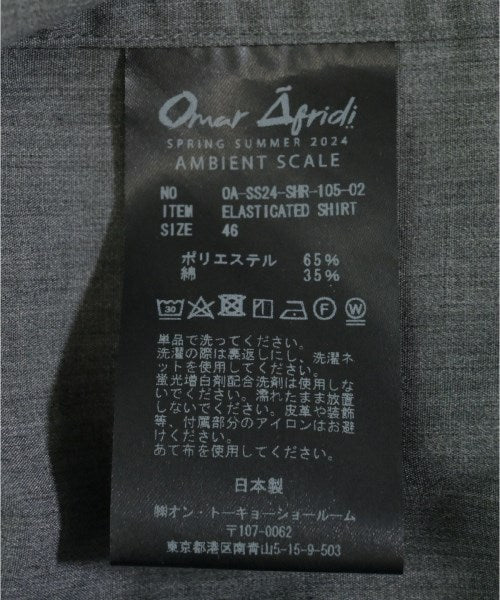 Omar Āfridi
SPRING SUMMER 2024
AMBIENT SCALE
NO OA-SS24-SHR-105-02
ITEM ELASTICATED SHIRT
SIZE 46
ポリエステル 65%
綿 35%
30 F W
単品で洗ってください。
洗濯の際は裏返しにし、洗濯ネ
ットを使用してください。
蛍光増白剤配合洗剤は使用しな
いでください。濡れたまま放置
しないでください。皮革や装飾
等、付属部分のアイロンはお避
けください。
あて布を使用してください。
日本製
㈱オン・トーキョーショールーム
〒107-0062
東京都港区南青山5-15-9-503